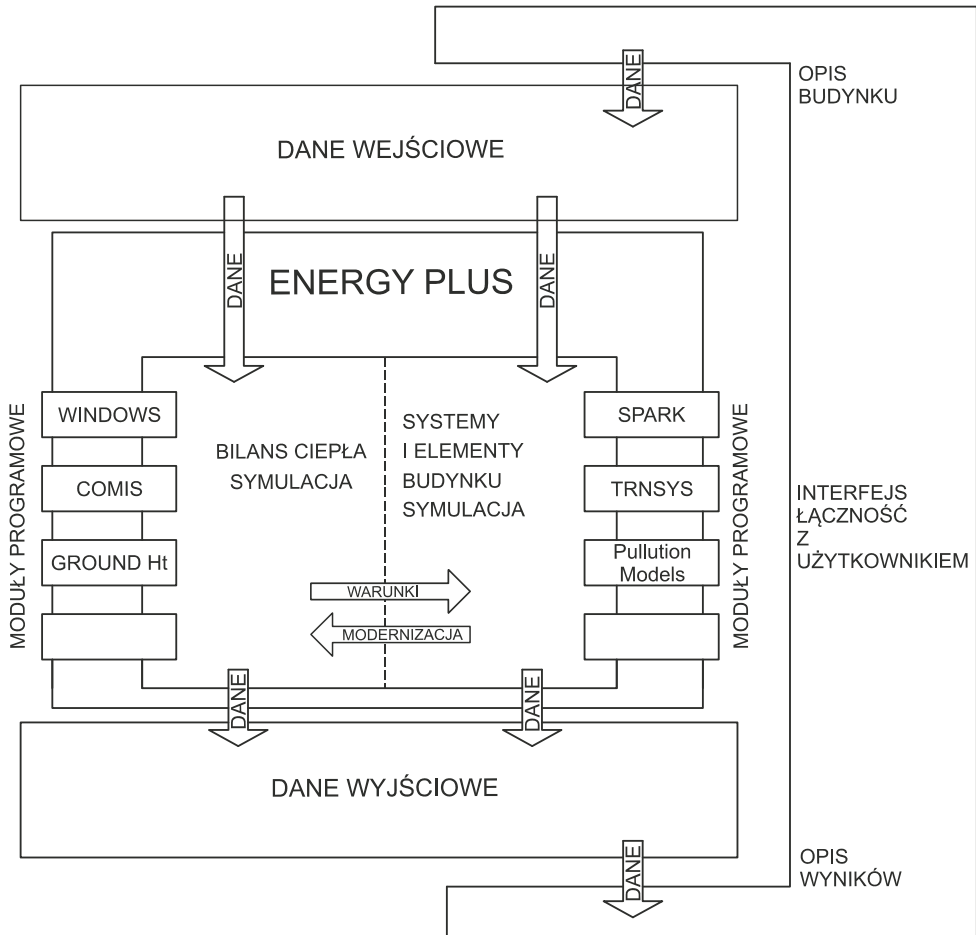 DANE
OPIS
BUDYNKU
DANE WEJŚCIOWE
DANE
DANE
ENERGY PLUS
MODUŁY PROGRAMOWE
WINDOWS
COMIS
GROUND Ht
BILANS CIEPŁA
SYMULACJA
SYSTEMY
I ELEMENTY
BUDYNKU
SYMULACJA
WARUNKI
MODERNIZACJA
SPARK
TRNSYS
Pullution
Models
MODUŁY PROGRAMOWE
INTERFEJS
ŁĄCZNOŚĆ
Z
UŻYTKOWNIKIEM
DANE
DANE
DANE WYJŚCIOWE
OPIS
WYNIKÓW
DANE